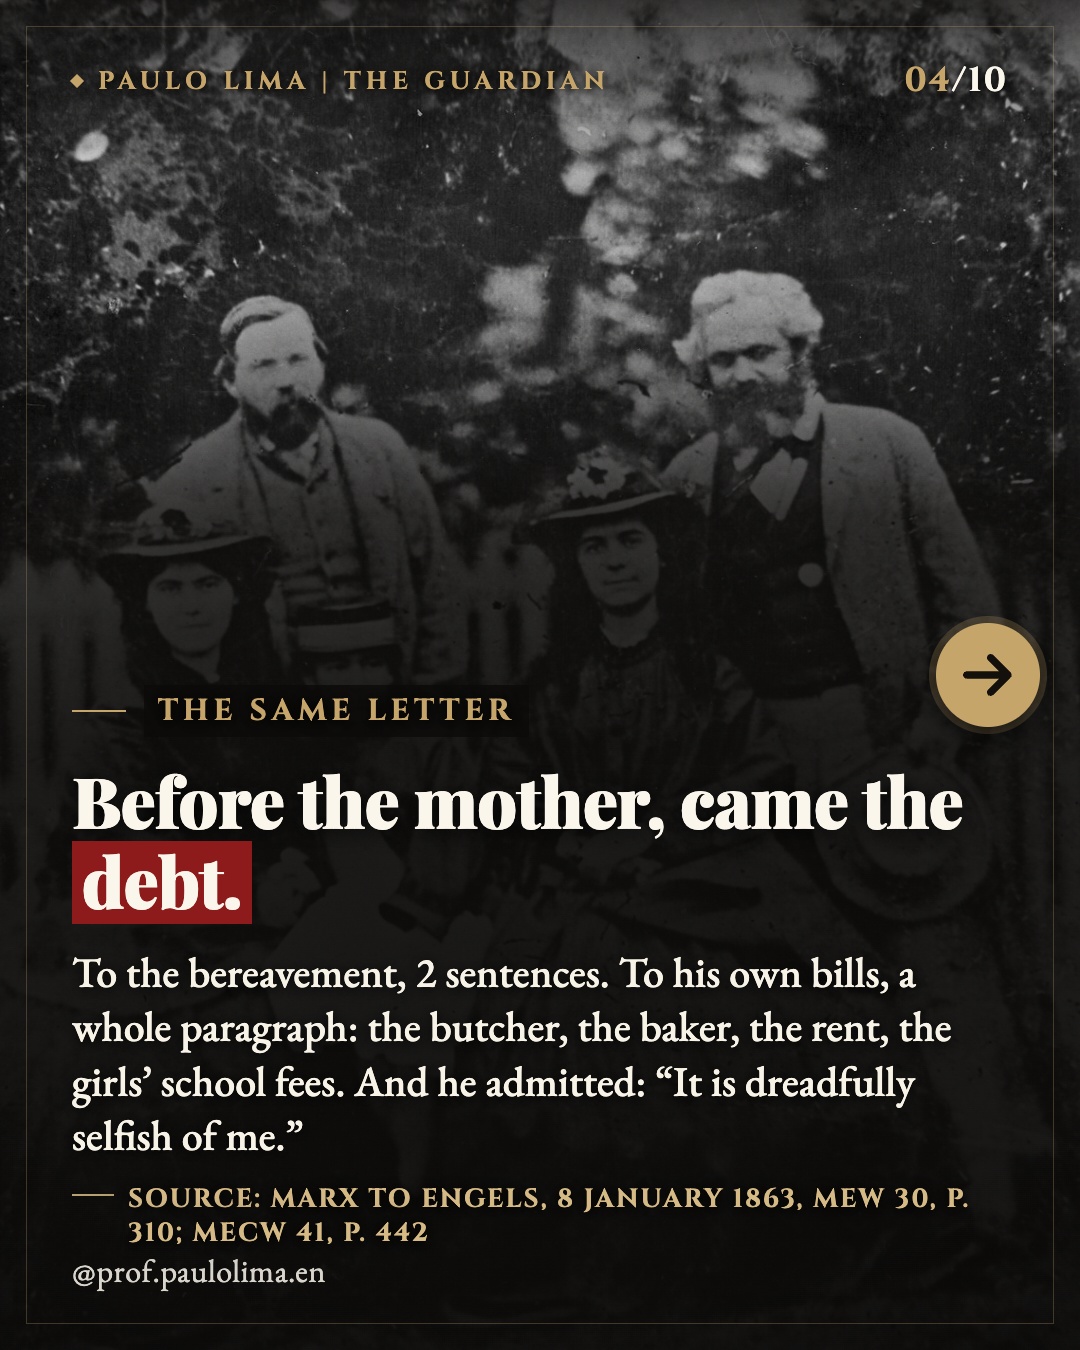 ◆ PAULO LIMA | THE GUARDIAN
04/10
THE SAME LETTER
Before the mother, came the
debt.
To the bereavement, 2 sentences. To his own bills, a
whole paragraph: the butcher, the baker, the rent, the
girls’ school fees. And he admitted: “It is dreadfully
selfish of me.”
SOURCE: MARX TO ENGELS, 8 JANUARY 1863, MEW 30, P.
310; MECW 41, P. 442
@prof.paulolima.en